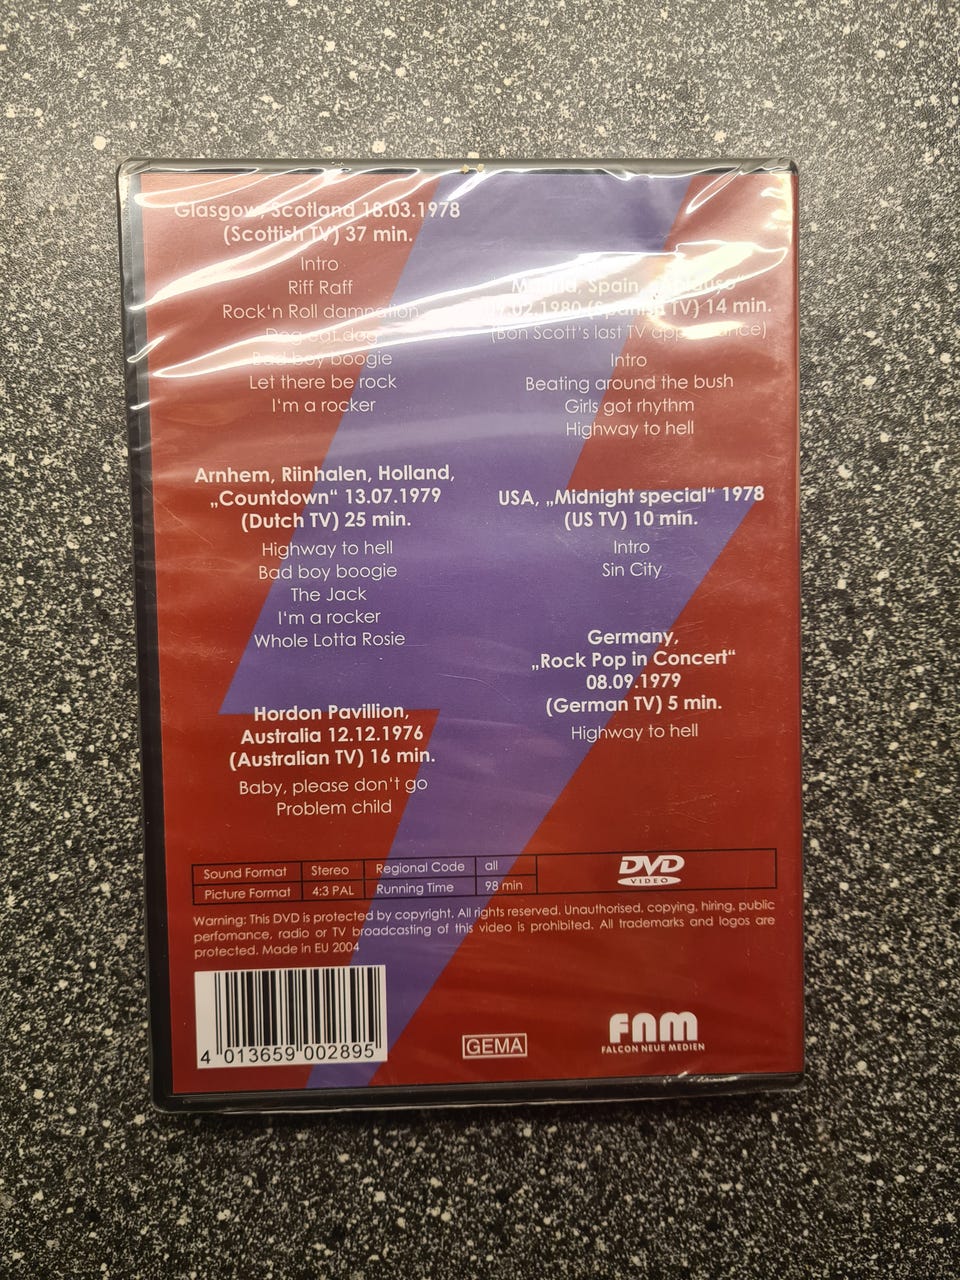 Glasgow, Scotland 18.03.1978
(Scottish TV) 37 min.
Intro
Riff Raff
Rock'n Roll damnation
Dog eat dog
Bad boy boogie
Let there be rock
I'm a rocker
Arnhem, Riinhalen, Holland,
„Countdown“ 13.07.1979
(Dutch TV) 25 min.
Highway to hell
Bad boy boogie
The Jack
I'm a rocker
Whole Lotta Rosie
Hordon Pavillion,
Australia 12.12.1976
(Australian TV) 16 min.
Baby, please don't go
Problem child
Madrid, Spain, „Aplauso“
02.1980 (Spanish TV) 14 min.
(Bon Scott's last TV appearance)
Intro
Beating around the bush
Girls got rhythm
Highway to hell
USA, „Midnight special“ 1978
(US TV) 10 min.
Intro
Sin City
Germany,
„Rock Pop in Concert“
08.09.1979
(German TV) 5 min.
Highway to hell
Sound Format Stereo Regional Code all
Picture Format 4:3 PAL Running Time 98 min
DVD
VIDEO
Warning: This DVD is protected by copyright. All rights reserved. Unauthorised, copying, hiring, public
perfomance, radio or TV broadcasting of this video is prohibited. All trademarks and logos are
protected. Made in EU 2004
4 013659 002895
GEMA
FNM
FALCON NEUE MEDIEN